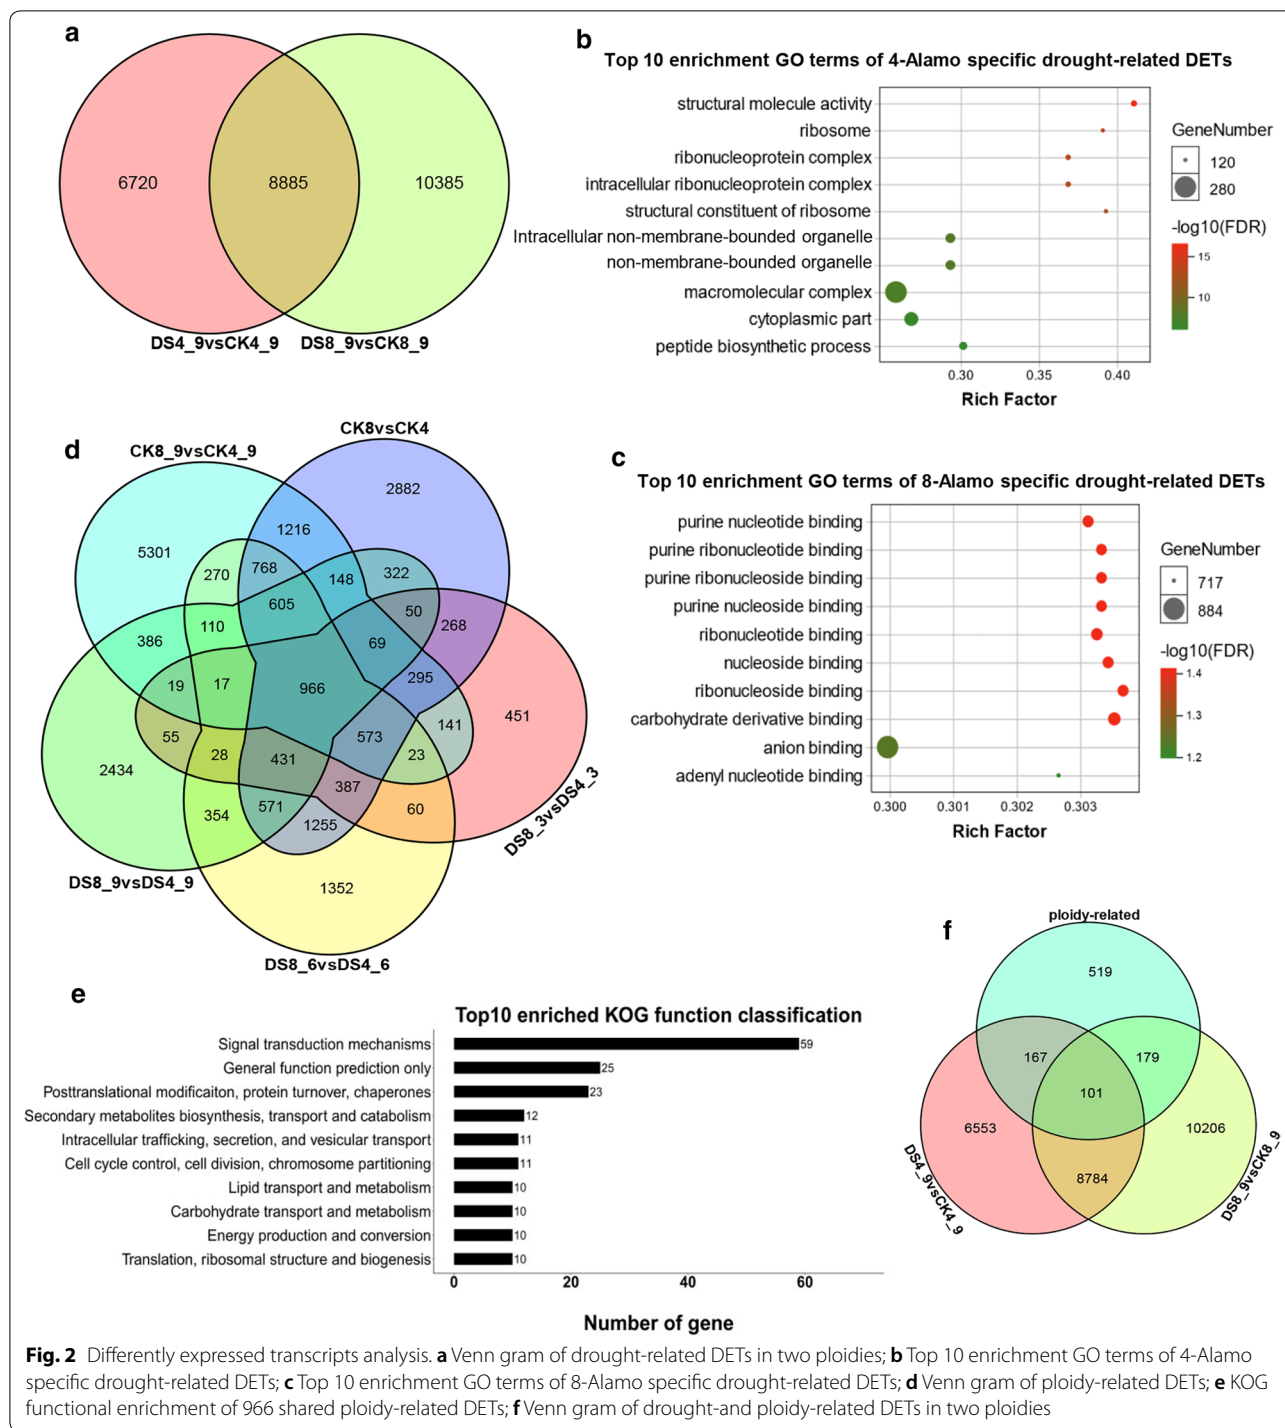 a
6720
8885
10385
DS4_9vsCK4_9
DS8_9vsCK8_9
b
Top 10 enrichment GO terms of 4-Alamo specific drought-related DETs
structural molecule activity
ribosome
ribonucleoprotein complex
intracellular ribonucleoprotein complex
structural constituent of ribosome
Intracellular non-membrane-bounded organelle
non-membrane-bounded organelle
macromolecular complex
cytoplasmic part
peptide biosynthetic process
0.30
0.35
0.40
Rich Factor
GeneNumber
120
280
-log10(FDR)
15
10
d
CK8_9vsCK4_9
CK8vsCK4
2882
5301
1216
270
768
148
322
605
50
268
110
386
69
19
17
966
295
451
141
55
28
573
23
2434
431
387
354
571
60
1255
1352
DS8_3vsDS4_3
DS8_9vsDS4_9
DS8_6vsDS4_6
c
Top 10 enrichment GO terms of 8-Alamo specific drought-related DETs
purine nucleotide binding
purine ribonucleotide binding
purine ribonucleoside binding
purine nucleoside binding
ribonucleotide binding
nucleoside binding
ribonucleoside binding
carbohydrate derivative binding
anion binding
adenyl nucleotide binding
0.300
0.301
0.302
0.303
Rich Factor
GeneNumber
717
884
-log10(FDR)
1.4
1.3
1.2
e
Top10 enriched KOG function classification
Signal transduction mechanisms
59
General function prediction only
25
Posttranslational modificaiton, protein turnover, chaperones
23
Secondary metabolites biosynthesis, transport and catabolism
12
Intracellular trafficking, secretion, and vesicular transport
11
Cell cycle control, cell division, chromosome partitioning
11
Lipid transport and metabolism
10
Carbohydrate transport and metabolism
10
Energy production and conversion
10
Translation, ribosomal structure and biogenesis
10
0
20
40
60
Number of gene
f
ploidy-related
519
167
179
101
6553
10206
8784
DS4_9vsCK4_9
DS8_9vsCK8_9
Fig. 2 Differently expressed transcripts analysis. a Venn gram of drought-related DETs in two ploidies; b Top 10 enrichment GO terms of 4-Alamo
specific drought-related DETs; c Top 10 enrichment GO terms of 8-Alamo specific drought-related DETs; d Venn gram of ploidy-related DETs; e KOG
functional enrichment of 966 shared ploidy-related DETs; f Venn gram of drought-and ploidy-related DETs in two ploidies